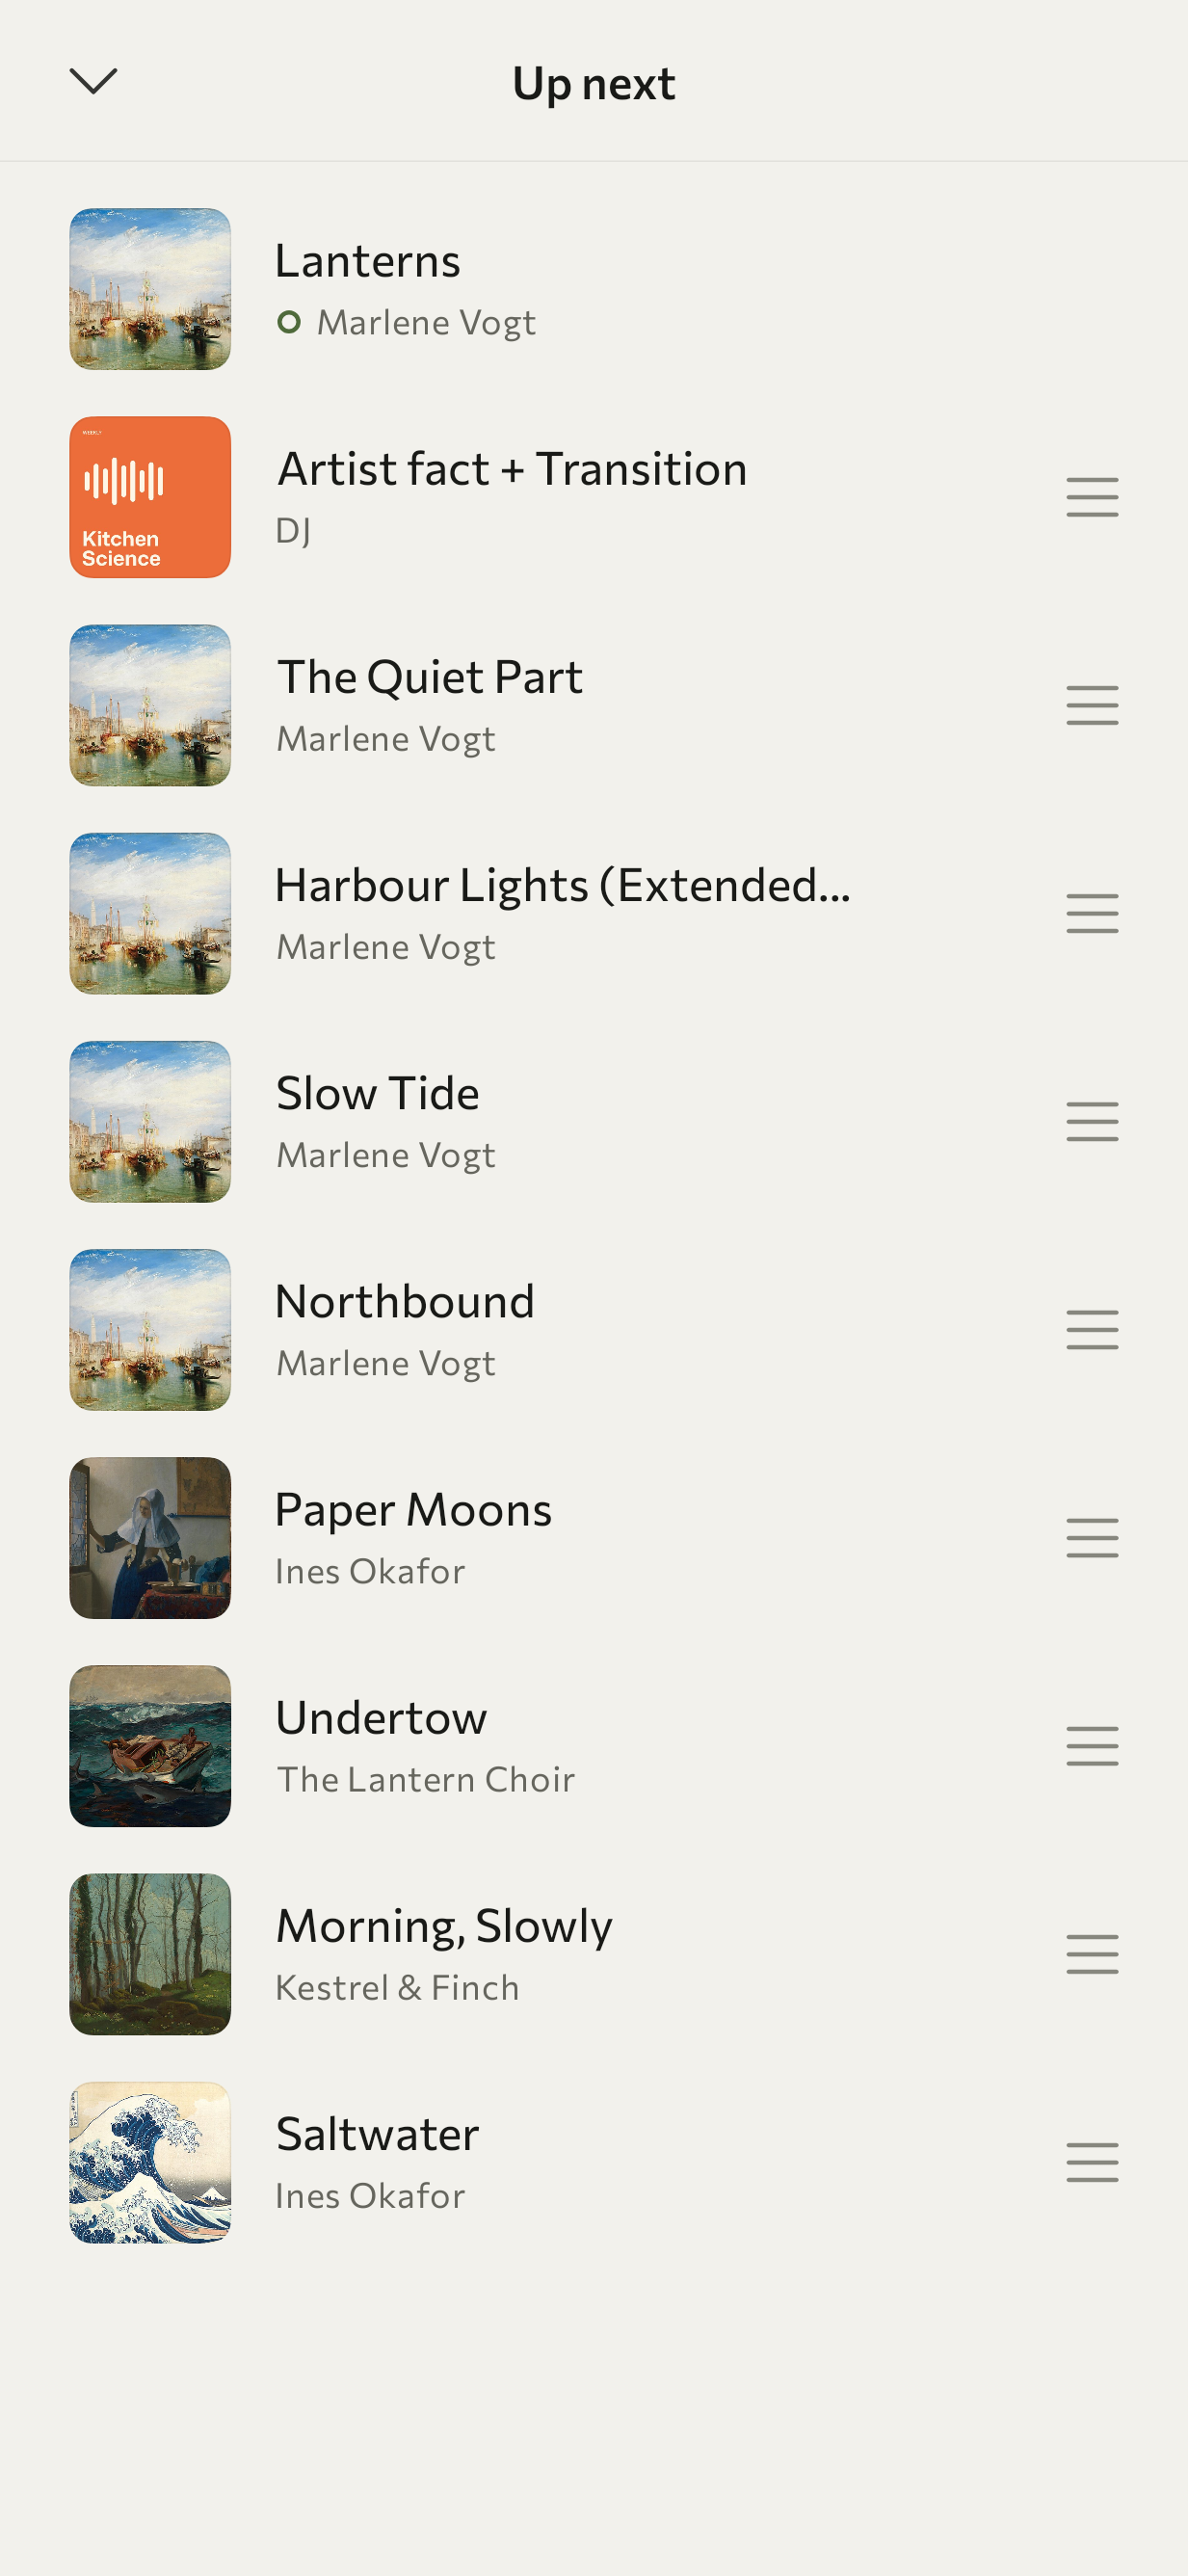 Up next
Lanterns
Marlene Vogt
WEEKLY
Kitchen
Science
Artist fact + Transition
DJ
The Quiet Part
Marlene Vogt
Harbour Lights (Extended...
Marlene Vogt
Slow Tide
Marlene Vogt
Northbound
Marlene Vogt
Paper Moons
Ines Okafor
Undertow
The Lantern Choir
Morning, Slowly
Kestrel & Finch
Saltwater
Ines Okafor